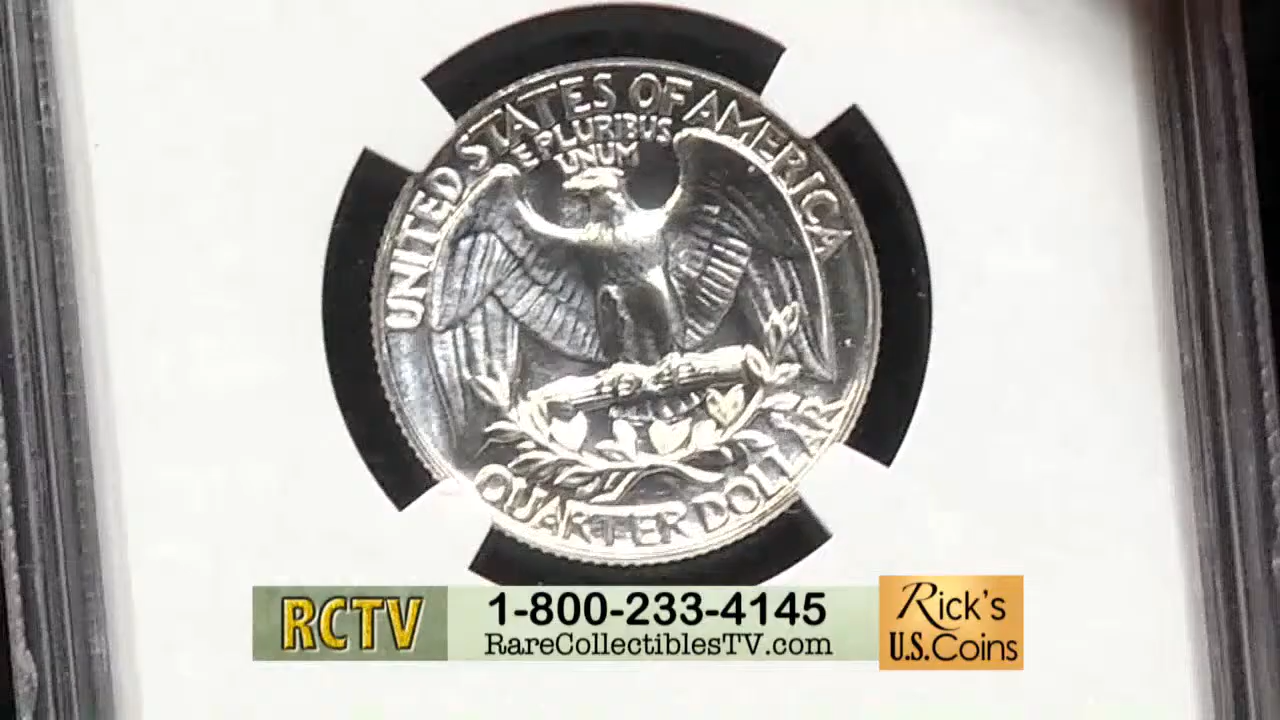 UNITED STATES OF AMERICA
E PLURIBUS
UNUM
QUARTER DOLLAR
RCTV
1-800-233-4145
RareCollectiblesTV.com
Rick's
U.S.Coins